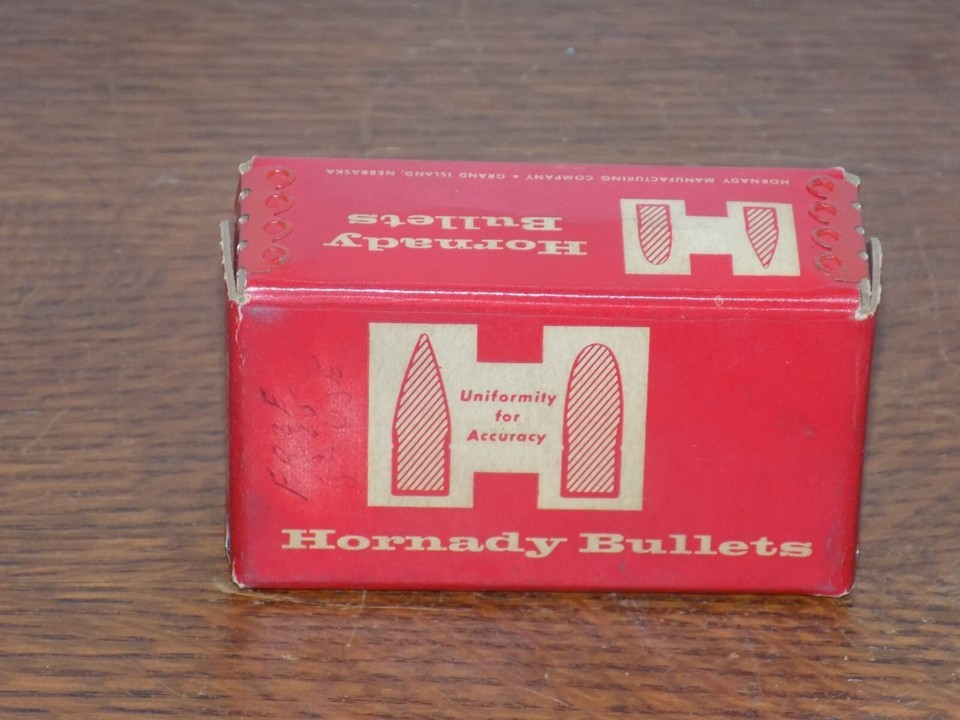 HORNADY MANUFACTURING COMPANY • GRAND ISLAND, NEBRASKA
Hornady
Bullets
Uniformity
for
Accuracy
Hornady Bullets